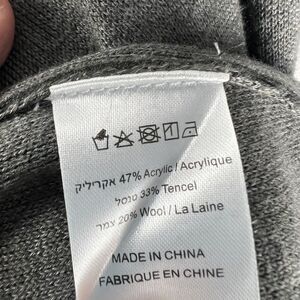 47% Acrylic / Acrylique אקריליק
33% Tencel טנסל
20% Wool / La Laine צמר
MADE IN CHINA
FABRIQUE EN CHINE